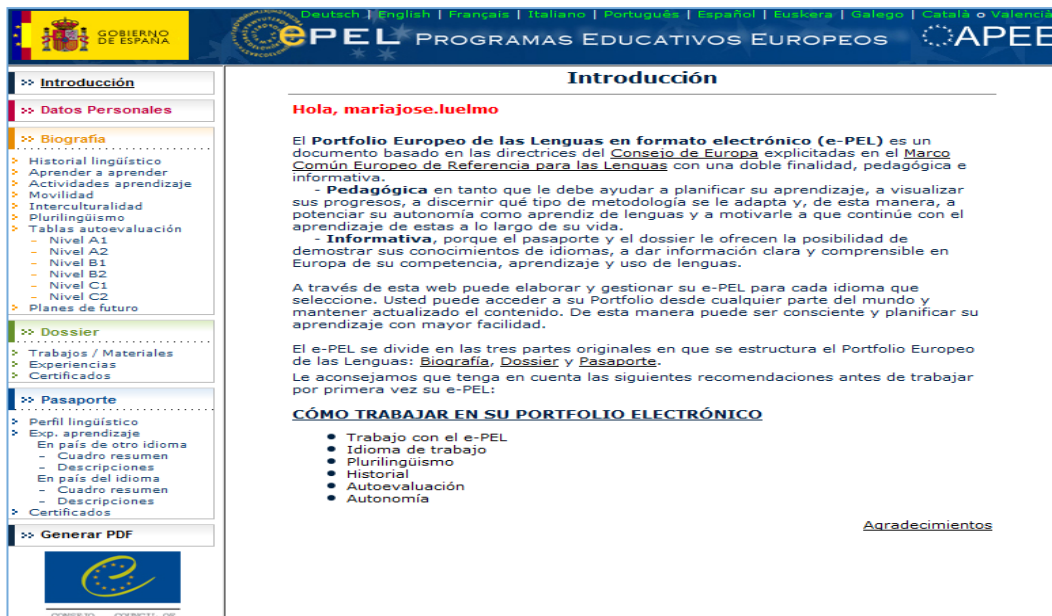 Deutsch | English | Français | Italiano | Português | Español | Euskera | Galego | Català o Valencià
GOBIERNO
DE ESPAÑA
ePEL PROGRAMAS EDUCATIVOS EUROPEOS
APEE
>> Introducción
>> Datos Personales
>> Biografía
Historial lingüístico
Aprender a aprender
Actividades aprendizaje
Movilidad
Interculturalidad
Plurilingüismo
Tablas autoevaluación
– Nivel A1
– Nivel A2
– Nivel B1
– Nivel B2
– Nivel C1
– Nivel C2
Planes de futuro
>> Dossier
Trabajos / Materiales
Experiencias
Certificados
>> Pasaporte
Perfil lingüístico
Exp. aprendizaje
En país de otro idioma
– Cuadro resumen
– Descripciones
En país del idioma
– Cuadro resumen
– Descripciones
Certificados
>> Generar PDF
CONSEJO COUNCIL OF
Introducción
Hola, mariajose.luelmo
El Portfolio Europeo de las Lenguas en formato electrónico (e-PEL) es un
documento basado en las directrices del Consejo de Europa explicitadas en el Marco
Común Europeo de Referencia para las Lenguas con una doble finalidad, pedagógica e
informativa.
- Pedagógica en tanto que le debe ayudar a planificar su aprendizaje, a visualizar
sus progresos, a discernir qué tipo de metodología se le adapta y, de esta manera, a
potenciar su autonomía como aprendiz de lenguas y a motivarle a que continúe con el
aprendizaje de estas a lo largo de su vida.
- Informativa, porque el pasaporte y el dossier le ofrecen la posibilidad de
demostrar sus conocimientos de idiomas, a dar información clara y comprensible en
Europa de su competencia, aprendizaje y uso de lenguas.
A través de esta web puede elaborar y gestionar su e-PEL para cada idioma que
seleccione. Usted puede acceder a su Portfolio desde cualquier parte del mundo y
mantener actualizado el contenido. De esta manera puede ser consciente y planificar su
aprendizaje con mayor facilidad.
El e-PEL se divide en las tres partes originales en que se estructura el Portfolio Europeo
de las Lenguas: Biografía, Dossier y Pasaporte.
Le aconsejamos que tenga en cuenta las siguientes recomendaciones antes de trabajar
por primera vez su e-PEL:
CÓMO TRABAJAR EN SU PORTFOLIO ELECTRÓNICO
• Trabajo con el e-PEL
• Idioma de trabajo
• Plurilingüismo
• Historial
• Autoevaluación
• Autonomía
Agradecimientos